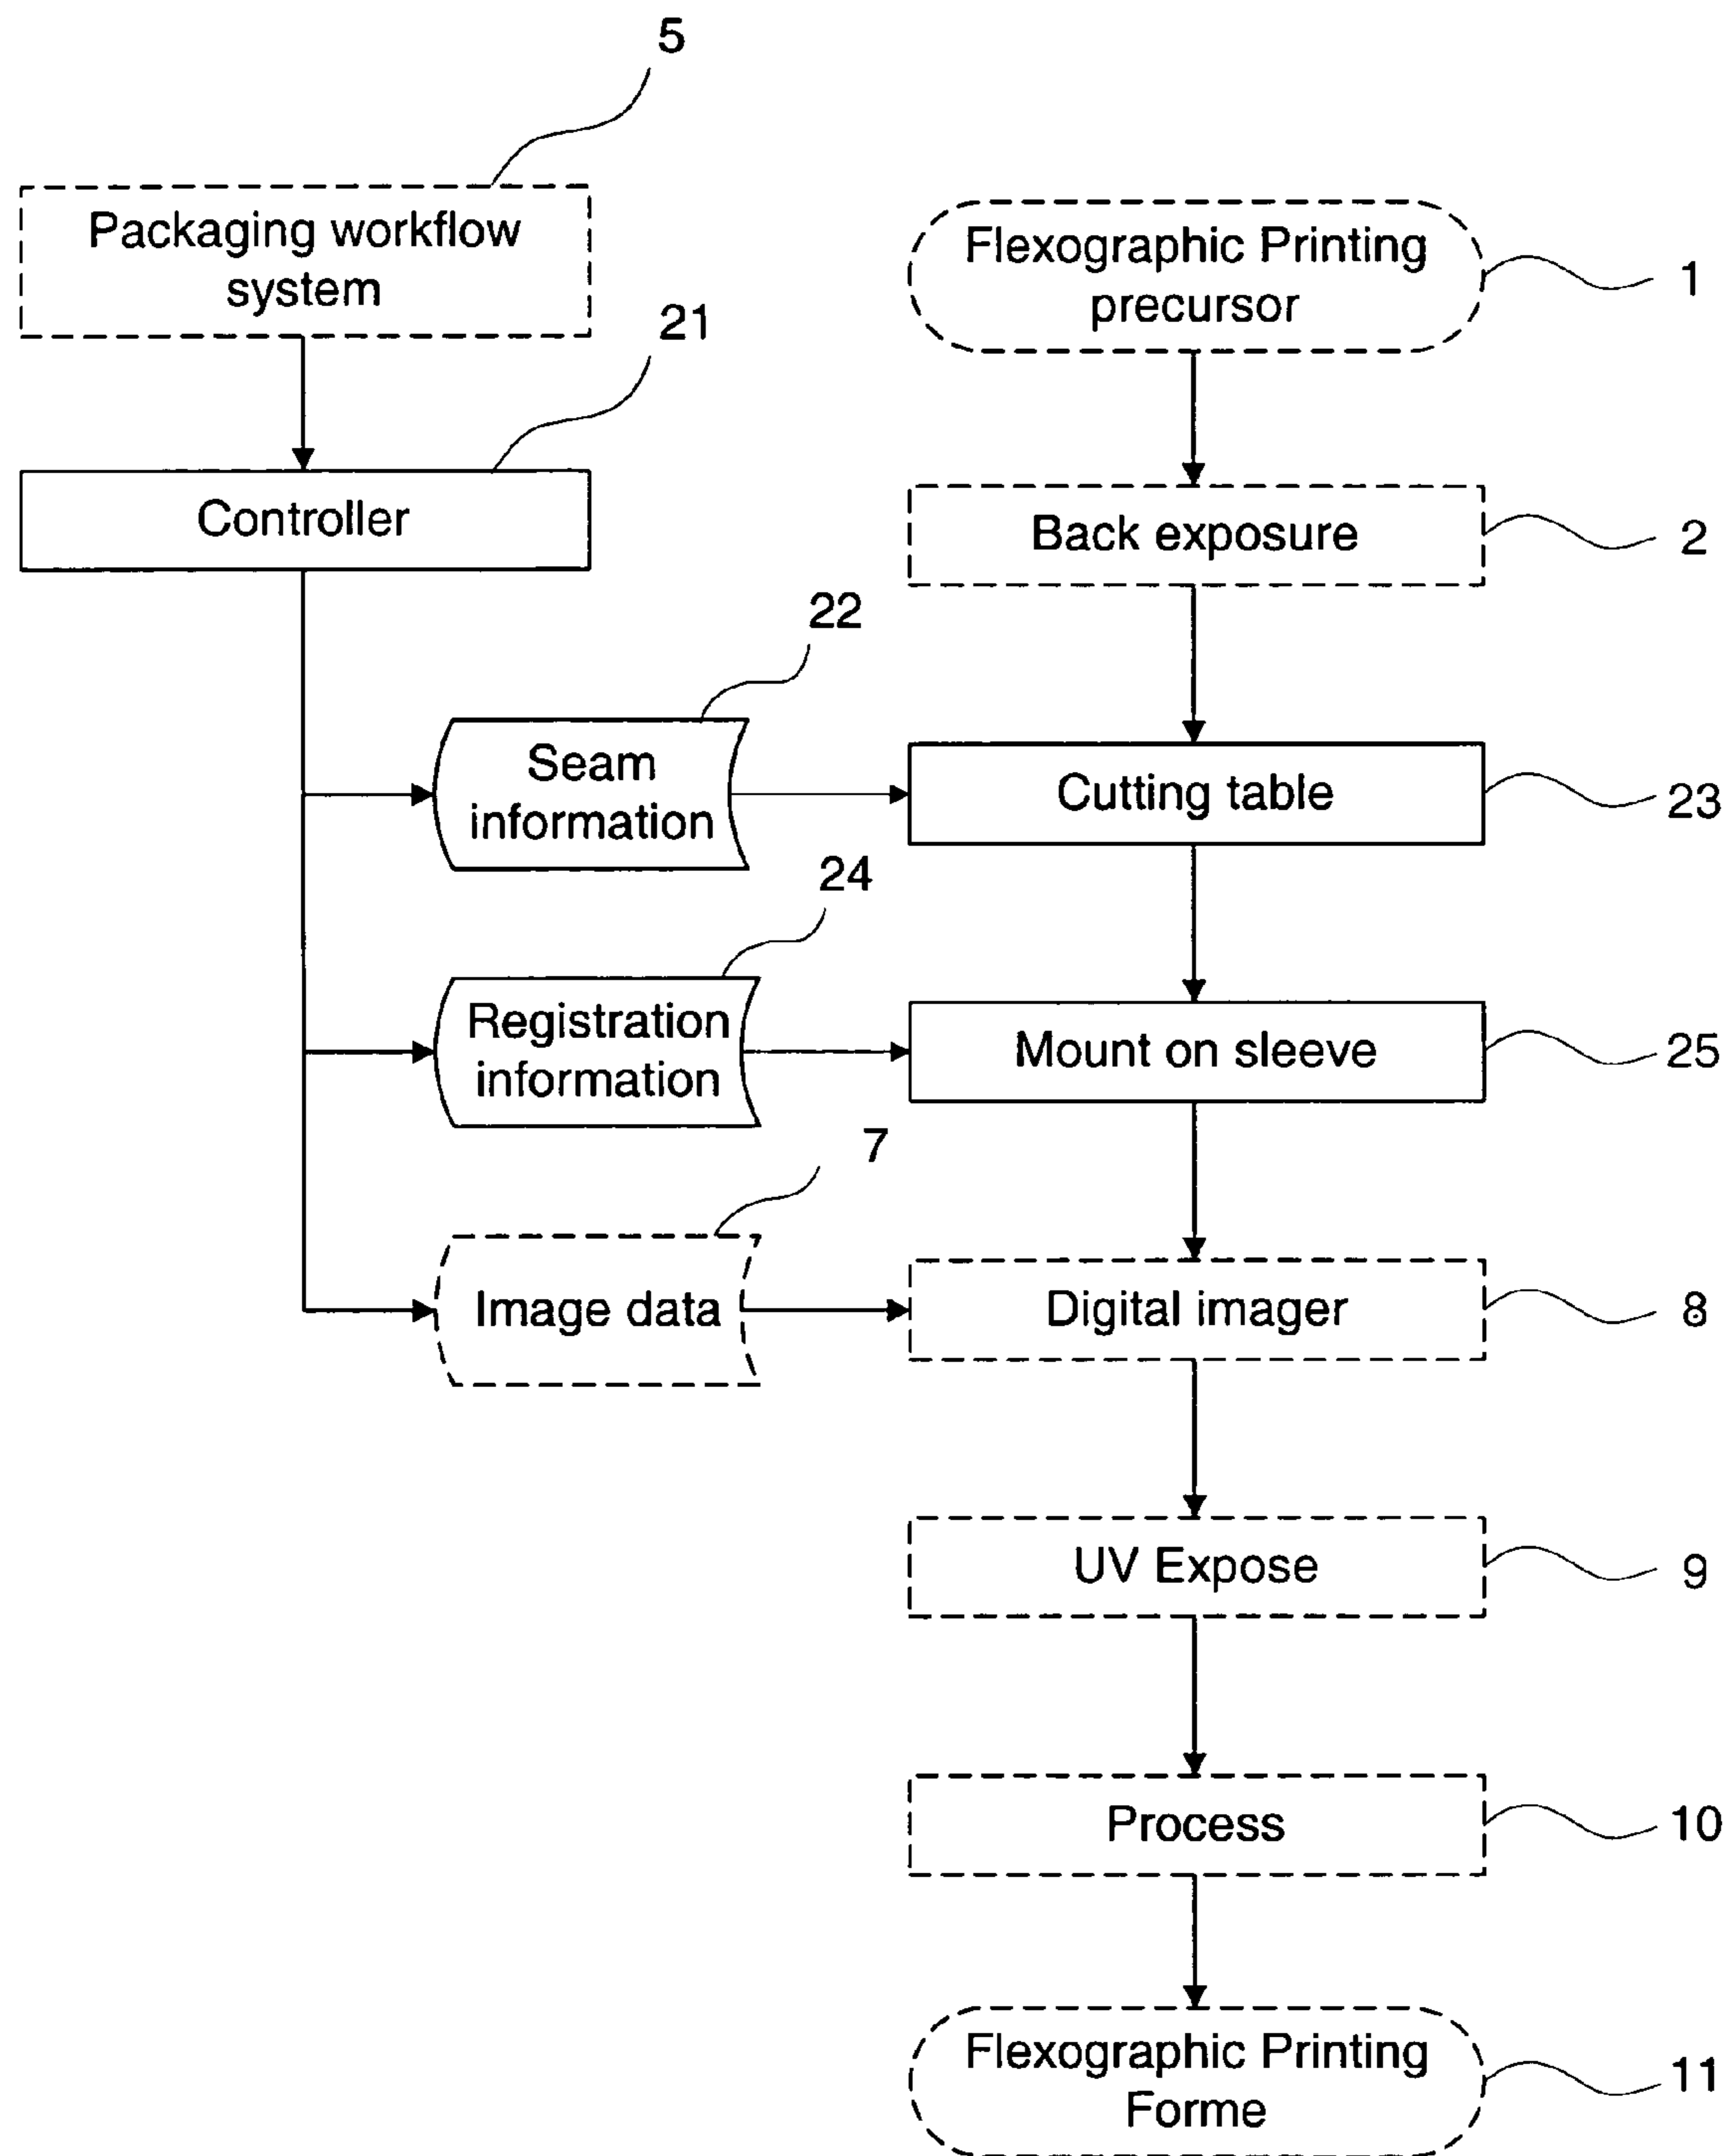 5
Packaging workflow
system
Flexographic Printing
precursor
1
21
Controller
Back exposure
2
22
Seam
information
Cutting table
23
24
Registration
information
Mount on sleeve
25
7
Image data
Digital imager
8
UV Expose
9
Process
10
Flexographic Printing
Forme
11